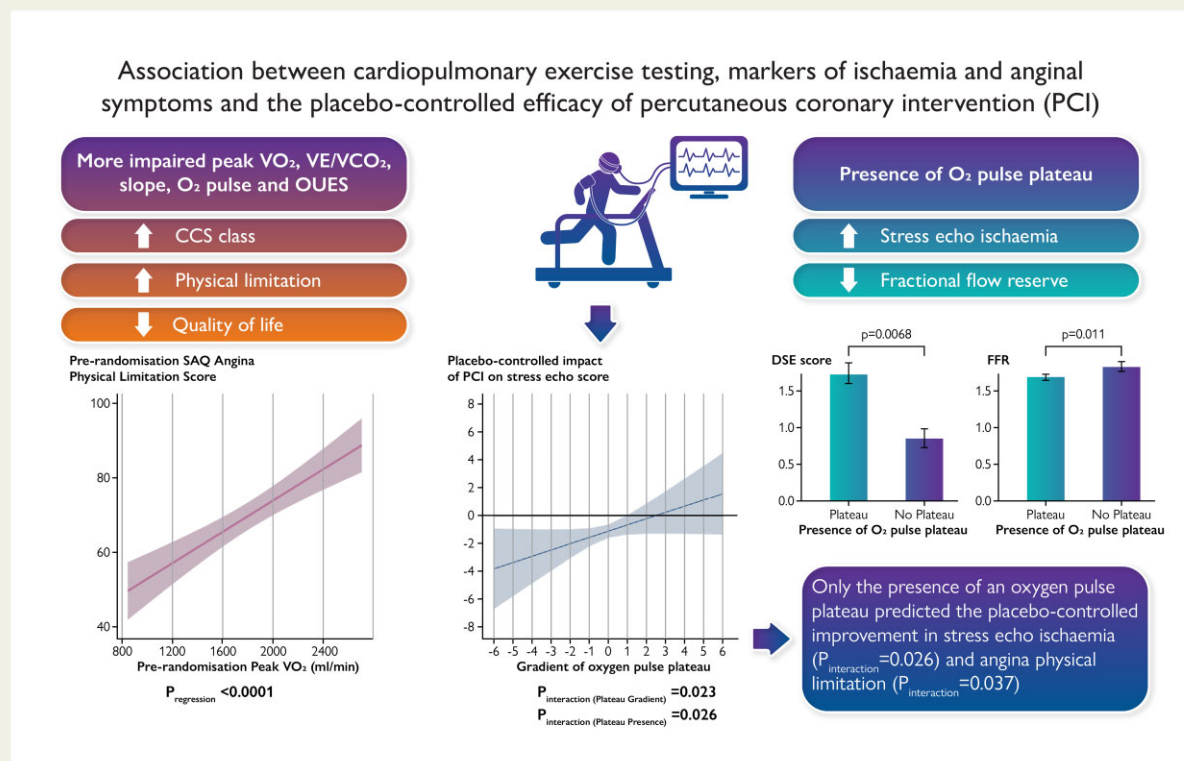 Association between cardiopulmonary exercise testing, markers of ischaemia and anginal
symptoms and the placebo-controlled efficacy of percutaneous coronary intervention (PCI)
More impaired peak VO₂, VE/VCO₂,
slope, O₂ pulse and OUES
CCS class
Physical limitation
Quality of life
Pre-randomisation SAQ Angina
Physical Limitation Score
100
80
60
40
800 1200 1600 2000 2400
Pre-randomisation Peak VO₂ (ml/min)
P regression <0.0001
Placebo-controlled impact
of PCI on stress echo score
8
6
4
2
0
-2
-4
-6
-8
-6 -5 -4 -3 -2 -1 0 1 2 3 4 5 6
Gradient of oxygen pulse plateau
P interaction (Plateau Gradient) =0.023
P interaction (Plateau Presence) =0.026
Presence of O₂ pulse plateau
Stress echo ischaemia
Fractional flow reserve
p=0.0068
DSE score
1.5
1.0
0.5
0.0
Plateau No Plateau
Presence of O₂ pulse plateau
p=0.011
FFR
1.5
1.0
0.5
0.0
Plateau No Plateau
Presence of O₂ pulse plateau
Only the presence of an oxygen pulse
plateau predicted the placebo-controlled
improvement in stress echo ischaemia
(P interaction=0.026) and angina physical
limitation (P interaction=0.037)